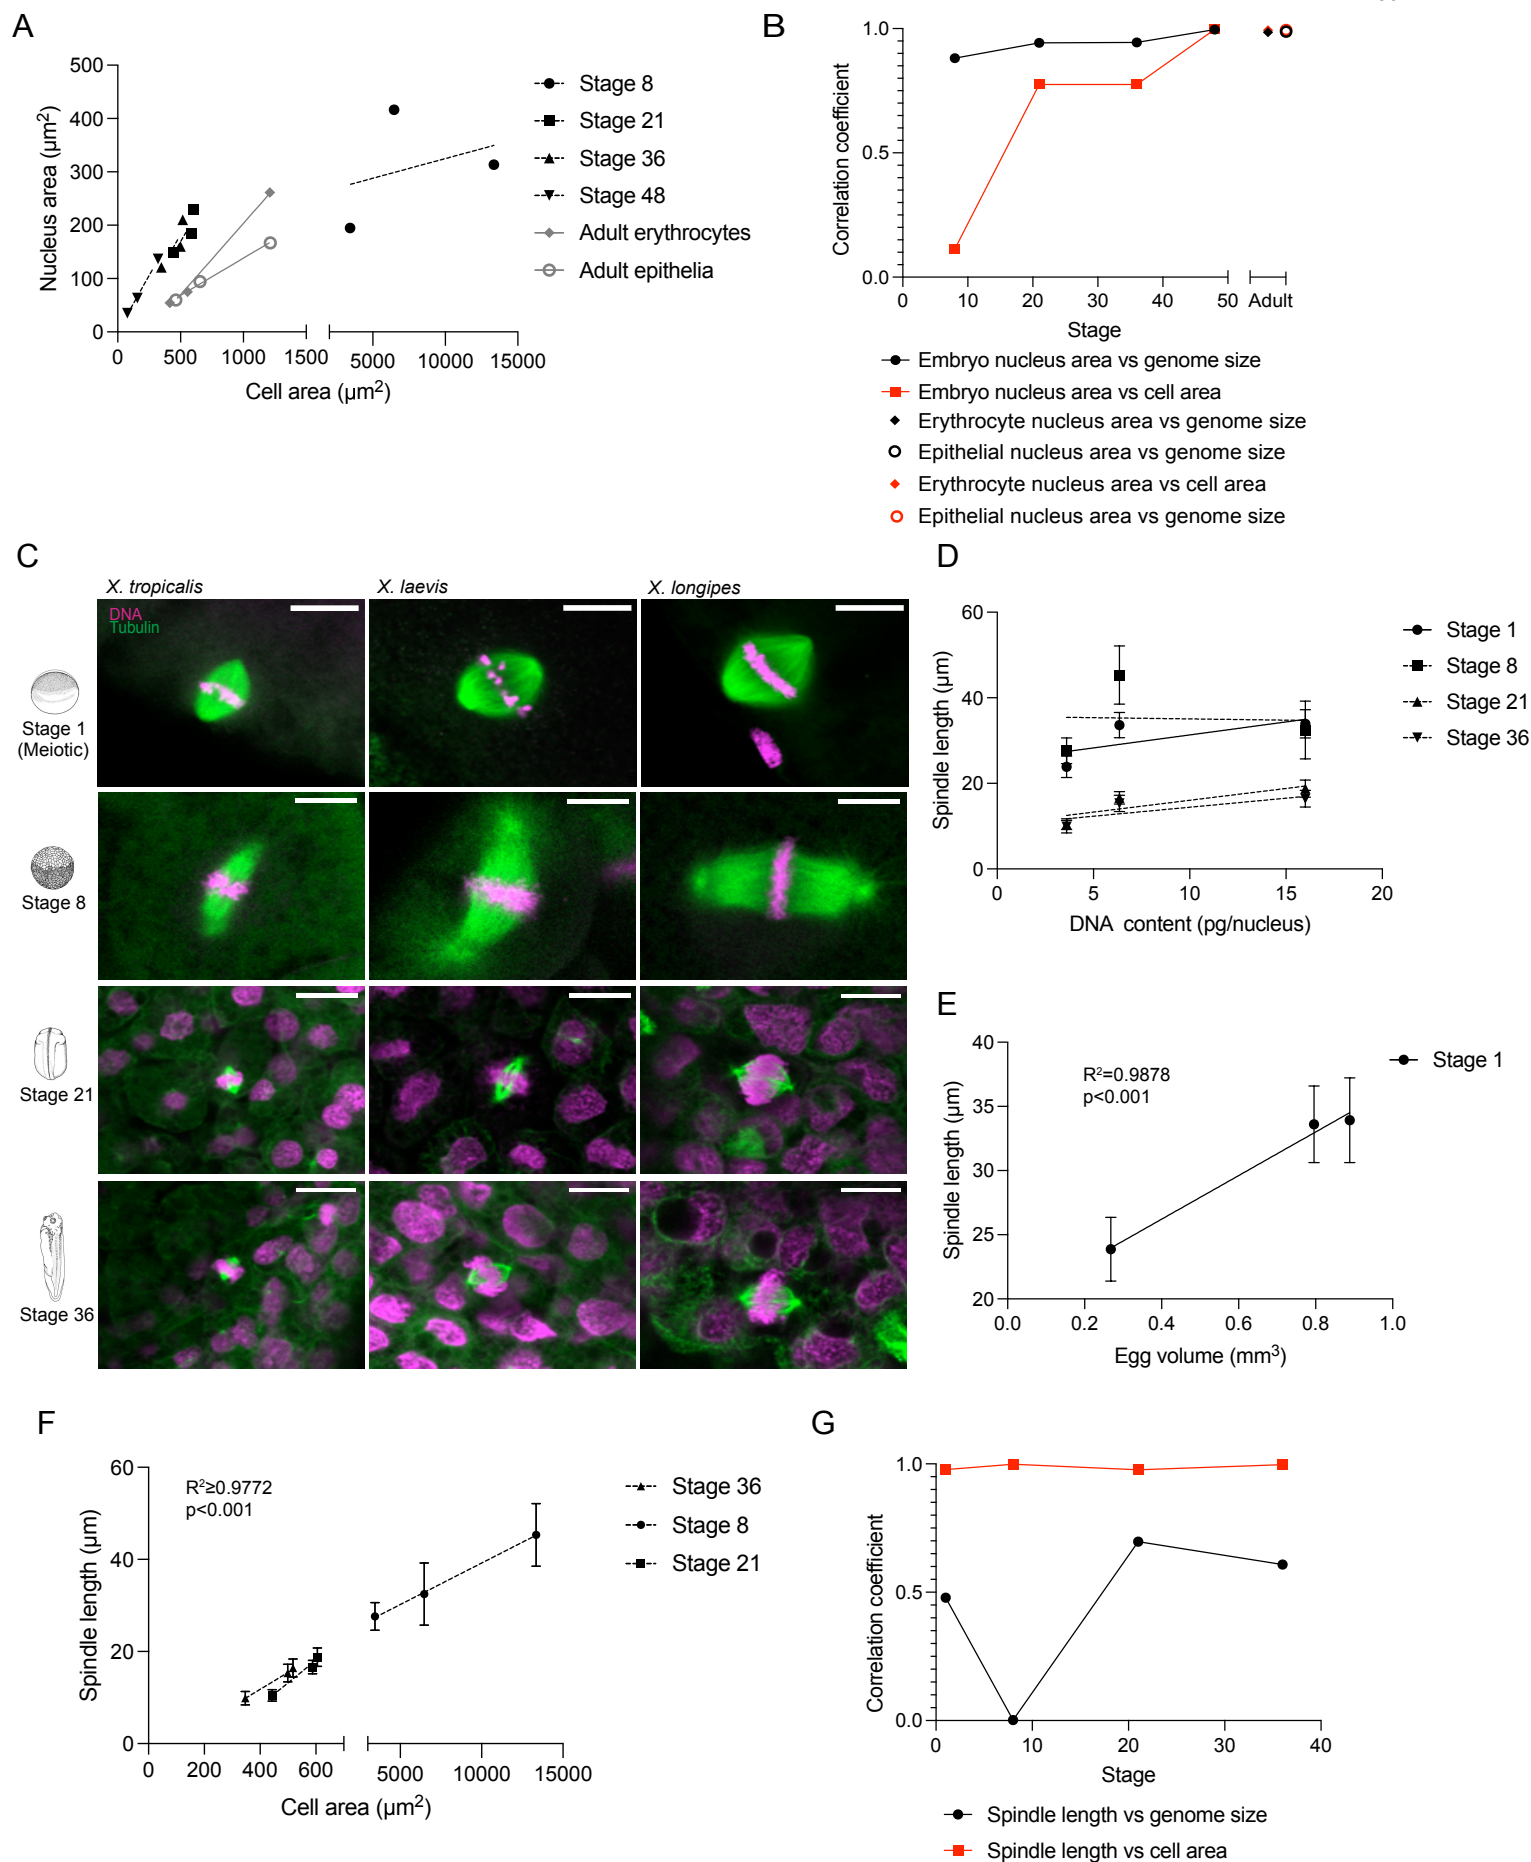 A
Nucleus area (µm2)
500
400
300
200
100
0
0 500 1000 1500 5000 10000 15000
Cell area (µm2)
Stage 8
Stage 21
Stage 36
Stage 48
Adult erythrocytes
Adult epithelia
B
Correlation coefficient
1.0
0.5
0.0
0 10 20 30 40 50 Adult
Stage
Embryo nucleus area vs genome size
Embryo nucleus area vs cell area
Erythrocyte nucleus area vs genome size
Epithelial nucleus area vs genome size
Erythrocyte nucleus area vs cell area
Epithelial nucleus area vs genome size
C
X. tropicalis X. laevis X. longipes
DNA
Tubulin
Stage 1
(Meiotic)
Stage 8
Stage 21
Stage 36
D
Spindle length (µm)
60
40
20
0
0 5 10 15 20
DNA content (pg/nucleus)
Stage 1
Stage 8
Stage 21
Stage 36
E
Spindle length (µm)
40
35
30
25
20
R2=0.9878
p<0.001
Stage 1
0.0 0.2 0.4 0.6 0.8 1.0
Egg volume (mm3)
F
Spindle length (µm)
60
40
20
0
R2≥0.9772
p<0.001
0 200 400 600 5000 10000 15000
Cell area (µm2)
Stage 36
Stage 8
Stage 21
G
Correlation coefficient
1.0
0.5
0.0
0 10 20 30 40
Stage
Spindle length vs genome size
Spindle length vs cell area